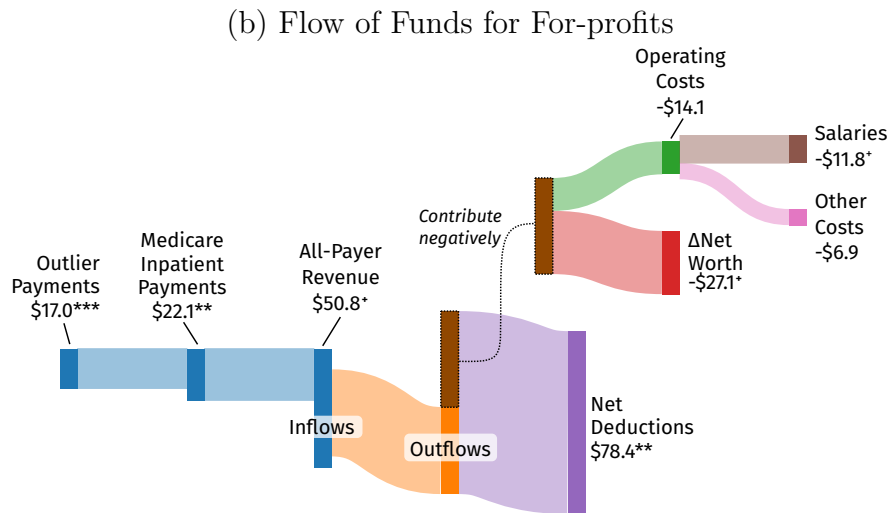 (b) Flow of Funds for For-profits
Operating
Costs
-$14.1
Salaries
-$11.8⁺
Other
Costs
-$6.9
Contribute
negatively
ΔNet
Worth
-$27.1⁺
All-Payer
Revenue
$50.8⁺
Medicare
Inpatient
Payments
$22.1**
Outlier
Payments
$17.0***
Inflows
Outflows
Net
Deductions
$78.4**